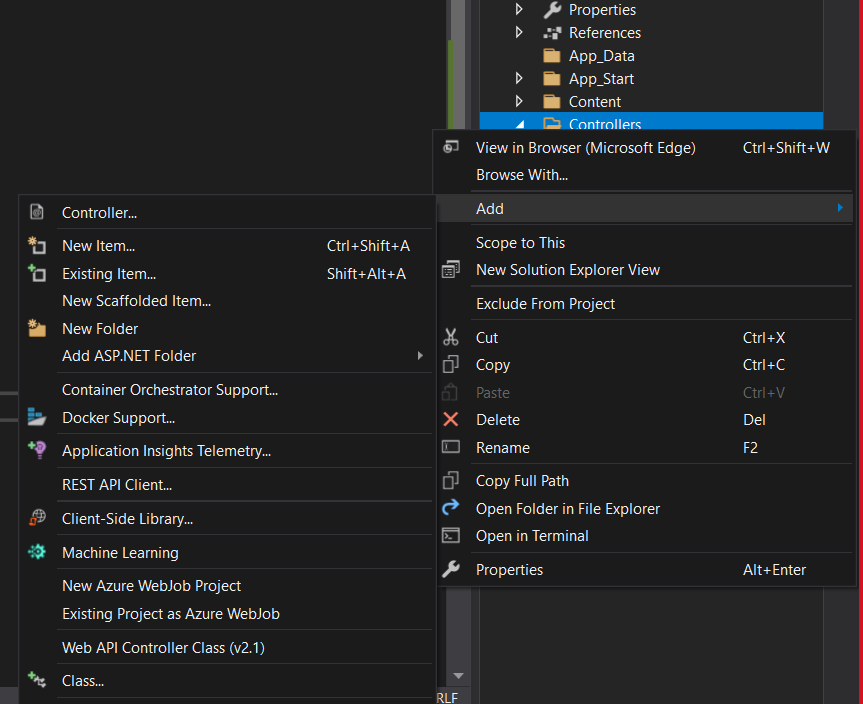 Properties
References
App_Data
App_Start
Content
Controllers
View in Browser (Microsoft Edge) Ctrl+Shift+W
Browse With...
Add
Scope to This
New Solution Explorer View
Exclude From Project
Cut Ctrl+X
Copy Ctrl+C
Paste Ctrl+V
Delete Del
Rename F2
Copy Full Path
Open Folder in File Explorer
Open in Terminal
Properties Alt+Enter
Controller...
New Item... Ctrl+Shift+A
Existing Item... Shift+Alt+A
New Scaffolded Item...
New Folder
Add ASP.NET Folder
Container Orchestrator Support...
Docker Support...
Application Insights Telemetry...
REST API Client...
Client-Side Library...
Machine Learning
New Azure WebJob Project
Existing Project as Azure WebJob
Web API Controller Class (v2.1)
Class...
RLF